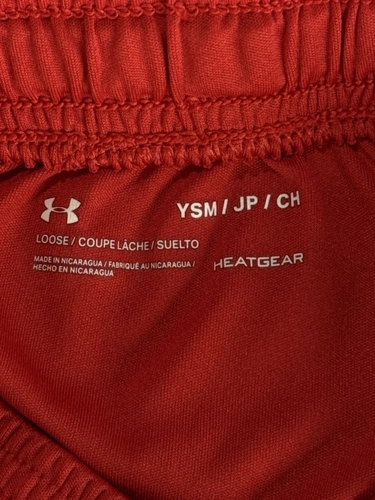 YSM / JP / CH
LOOSE / COUPE LÂCHE / SUELTO
MADE IN NICARAGUA / FABRIQUÉ AU NICARAGUA /
HECHO EN NICARAGUA
HEATGEAR